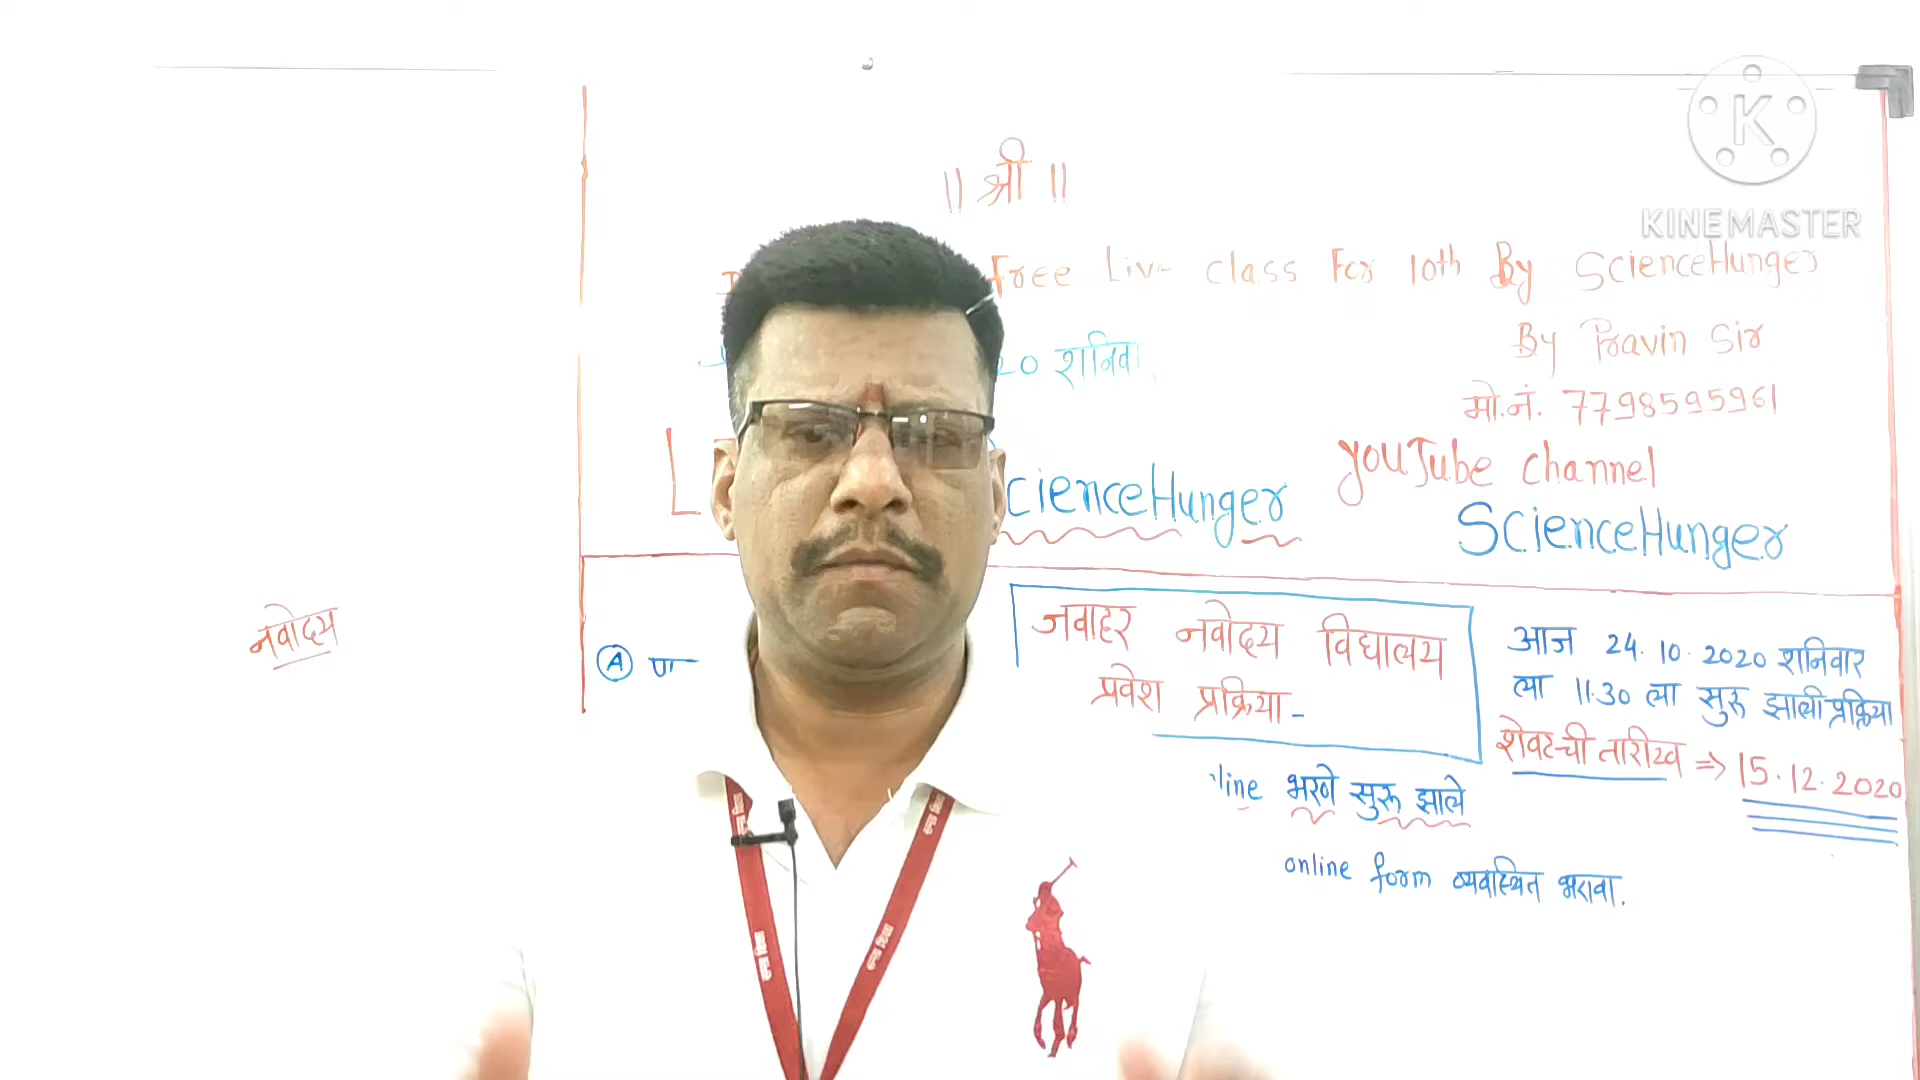 || श्री ||
Free Live class For 10th By ScienceHunger
20 शनिवा
By Pravin Sir
मो.नं. 7798595961
L
cienceHunger
YouTube channel
ScienceHunger
नवोदय
A
जवाहर नवोदय विद्यालय
प्रवेश प्रक्रिया-
आज 24.10.2020 शनिवार
त्या 11.30 ला सुरू झाली प्रक्रिया
शेवटची तारीख => 15.12.2020
line भरणे सुरू झाले
online form व्यवस्थित भरावा.
K
KINEMASTER